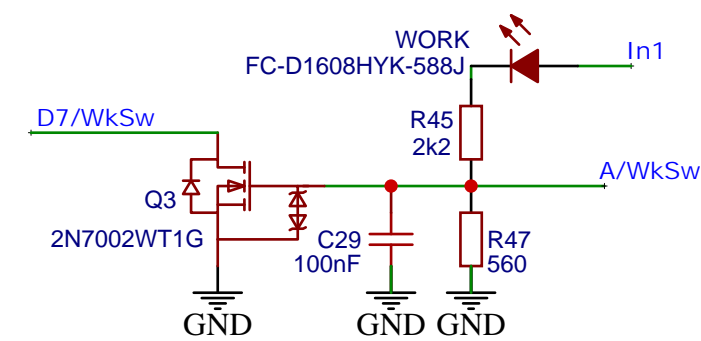 WORK
FC-D1608HYK-588J
In1
D7/WkSw
R45
2k2
A/WkSw
Q3
2N7002WT1G
C29
100nF
R47
560
GND
GND
GND